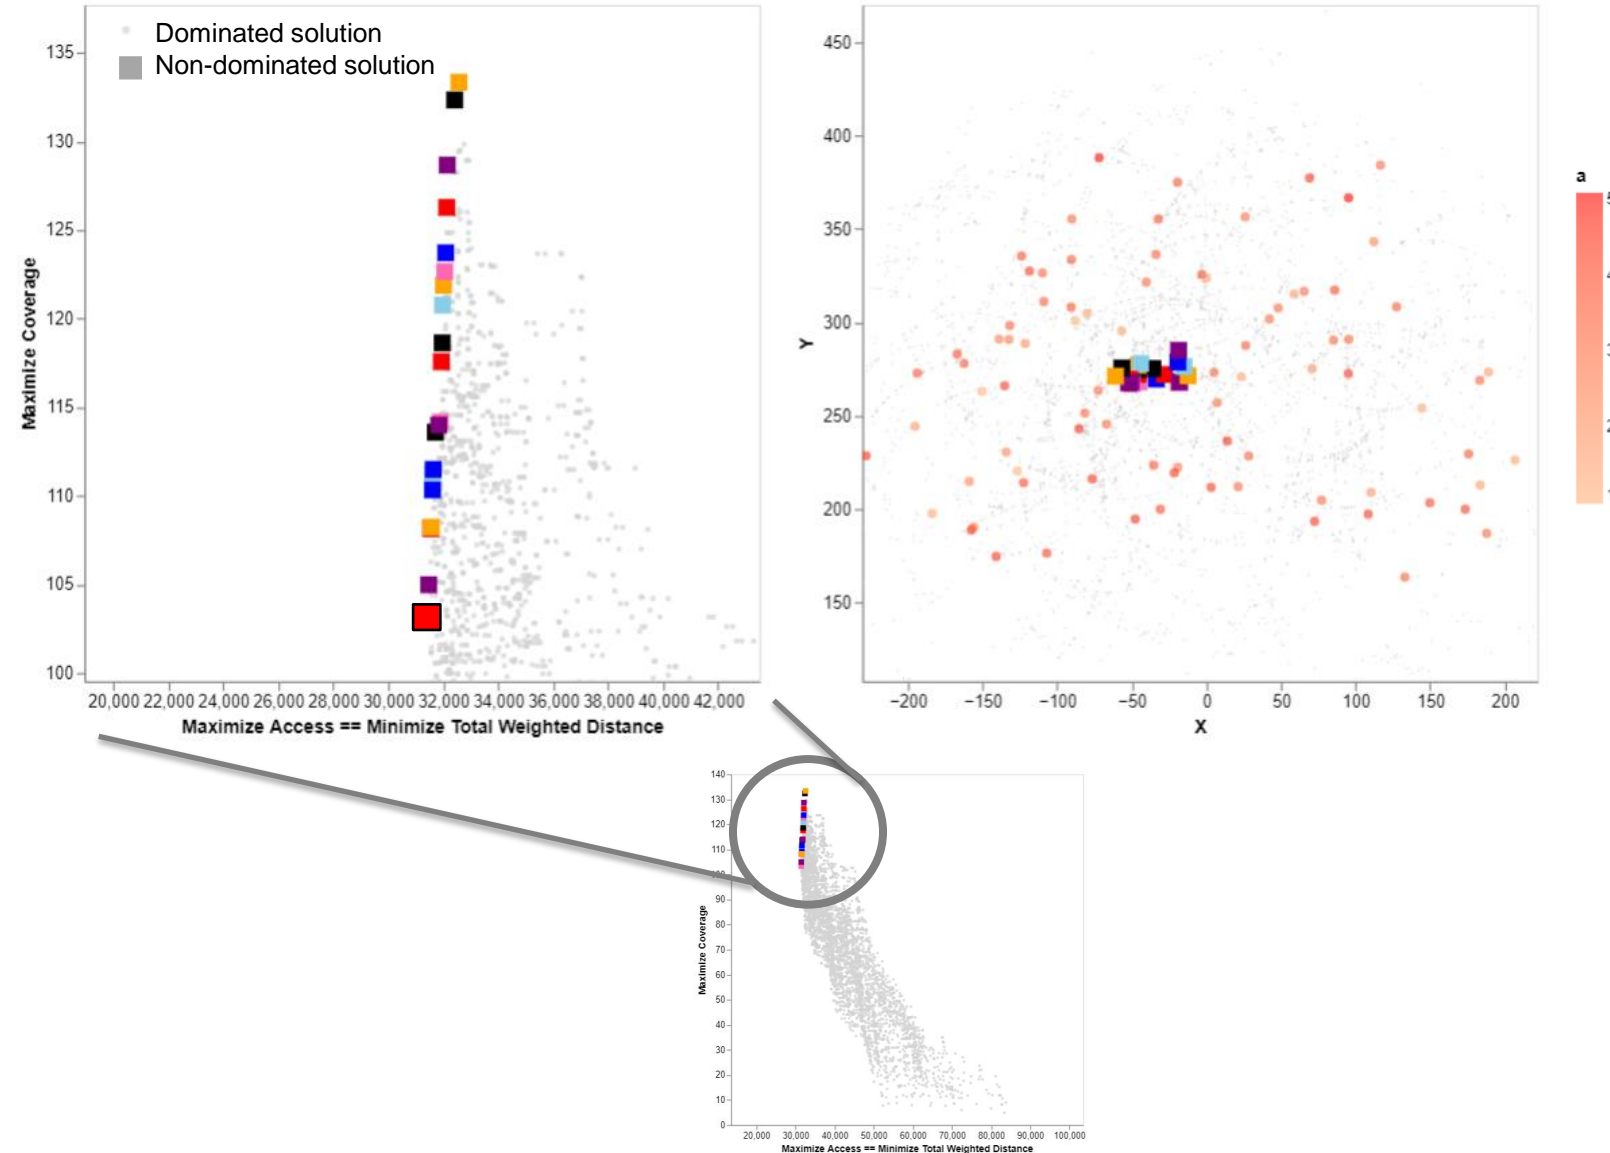 Dominated solution
Non-dominated solution
135
130
125
120
115
110
105
100
Maximize Coverage
20,000 22,000 24,000 26,000 28,000 30,000 32,000 34,000 36,000 38,000 40,000 42,000
Maximize Access == Minimize Total Weighted Distance
450
400
350
300
250
200
150
Y
−200 −150 −100 −50 0 50 100 150 200
X
a
140
130
120
110
90
80
70
60
50
40
30
20
10
0
Maximize Coverage
20,000 30,000 40,000 50,000 60,000 70,000 80,000 90,000 100,000
Maximize Access == Minimize Total Weighted Distance